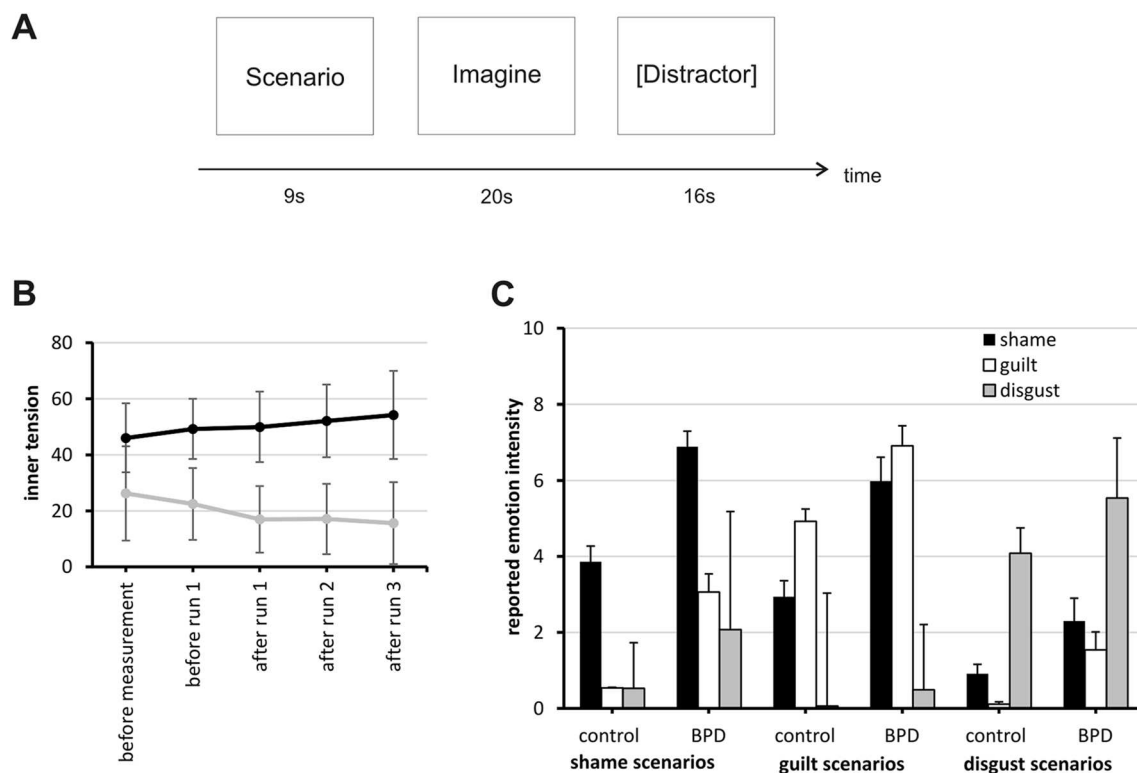 A
Scenario
Imagine
[Distractor]
time
9s
20s
16s
B
80
60
40
20
0
inner tension
before measurement
before run 1
after run 1
after run 2
after run 3
C
10
8
6
4
2
0
reported emotion intensity
shame
guilt
disgust
control BPD control BPD control BPD
shame scenarios guilt scenarios disgust scenarios